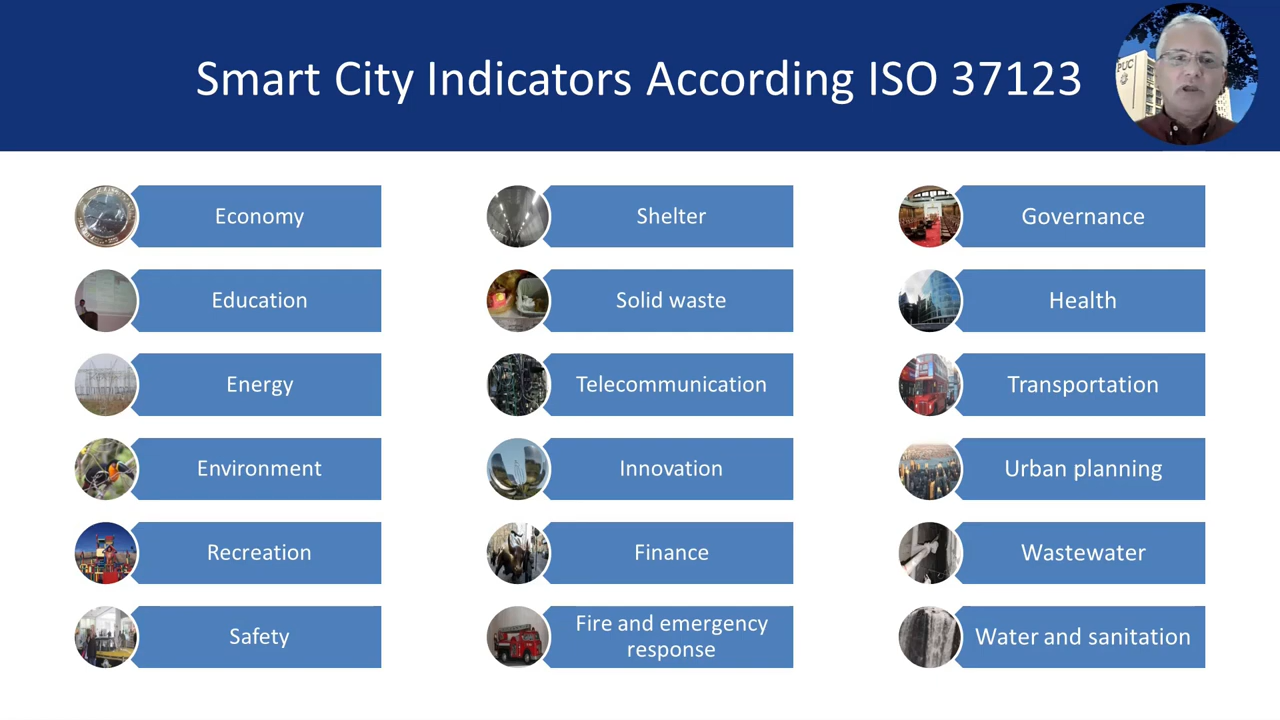 Smart City Indicators According ISO 37123
PUC
Economy
Shelter
Governance
Education
Solid waste
Health
Energy
Telecommunication
Transportation
Environment
Innovation
Urban planning
Recreation
Finance
Wastewater
Safety
Fire and emergency
response
Water and sanitation